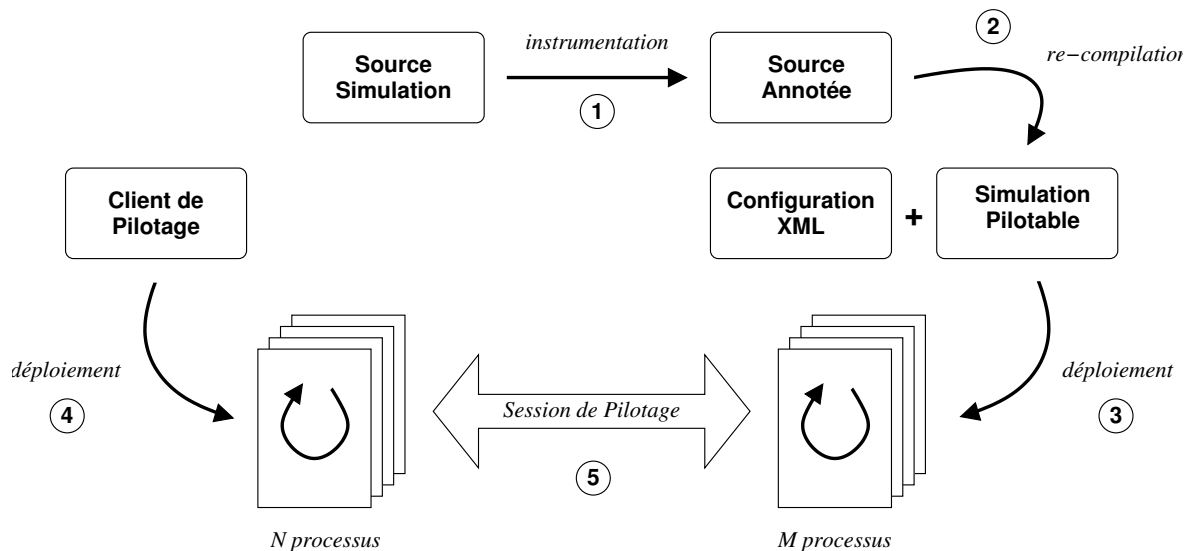 instrumentation
2
re−compilation
Source
Simulation
1
Source
Annotée
Client de
Pilotage
Configuration
XML
+
Simulation
Pilotable
déploiement
4
Session de Pilotage
5
déploiement
3
N processus
M processus